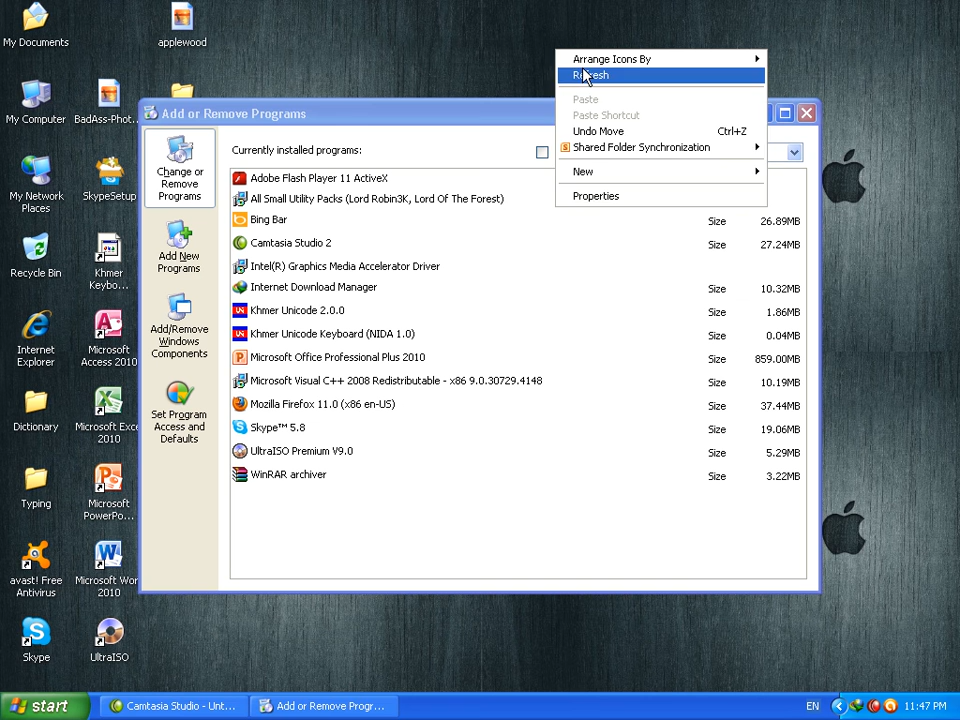 My Documents
applewood
My Computer
BadAss-Phot...
My Network
Places
SkypeSetup
Recycle Bin
Khmer
Keybo...
Internet
Explorer
Microsoft
Access 2010
Dictionary
Microsoft Exce
2010
Typing
Microsoft
PowerPo...
avast! Free
Antivirus
Microsoft Wor
2010
Skype
UltraISO
Add or Remove Programs
Change or
Remove
Programs
Add New
Programs
Add/Remove
Windows
Components
Set Program
Access and
Defaults
Currently installed programs:
Adobe Flash Player 11 ActiveX
All Small Utility Packs (Lord Robin3K, Lord Of The Forest)
Bing Bar Size 26.89MB
Camtasia Studio 2 Size 27.24MB
Intel(R) Graphics Media Accelerator Driver
Internet Download Manager Size 10.32MB
Khmer Unicode 2.0.0 Size 1.86MB
Khmer Unicode Keyboard (NIDA 1.0) Size 0.04MB
Microsoft Office Professional Plus 2010 Size 859.00MB
Microsoft Visual C++ 2008 Redistributable - x86 9.0.30729.4148 Size 10.19MB
Mozilla Firefox 11.0 (x86 en-US) Size 37.44MB
Skype™ 5.8 Size 19.06MB
UltraISO Premium V9.0 Size 5.29MB
WinRAR archiver Size 3.22MB
Arrange Icons By
Refresh
Paste
Paste Shortcut
Undo Move Ctrl+Z
Shared Folder Synchronization
New
Properties
start
Camtasia Studio - Unt...
Add or Remove Progr...
EN
11:47 PM